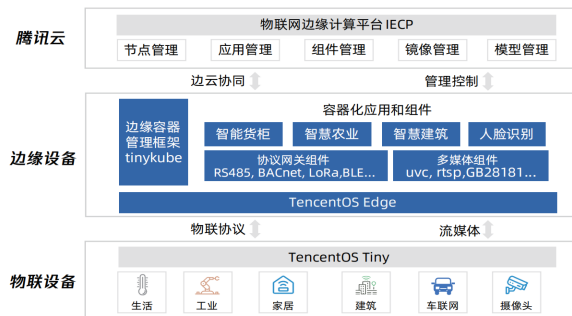 腾讯云
物联网边缘计算平台 IECP
节点管理
应用管理
组件管理
镜像管理
模型管理
边云协同
管理控制
边缘设备
边缘容器
管理框架
tinykube
容器化应用和组件
智能货柜
智慧农业
智慧建筑
人脸识别
协议网关组件
RS485, BACnet, LoRa,BLE...
多媒体组件
uvc, rtsp,GB28181...
TencentOS Edge
物联协议
流媒体
物联设备
TencentOS Tiny
生活
工业
家居
建筑
车联网
摄像头